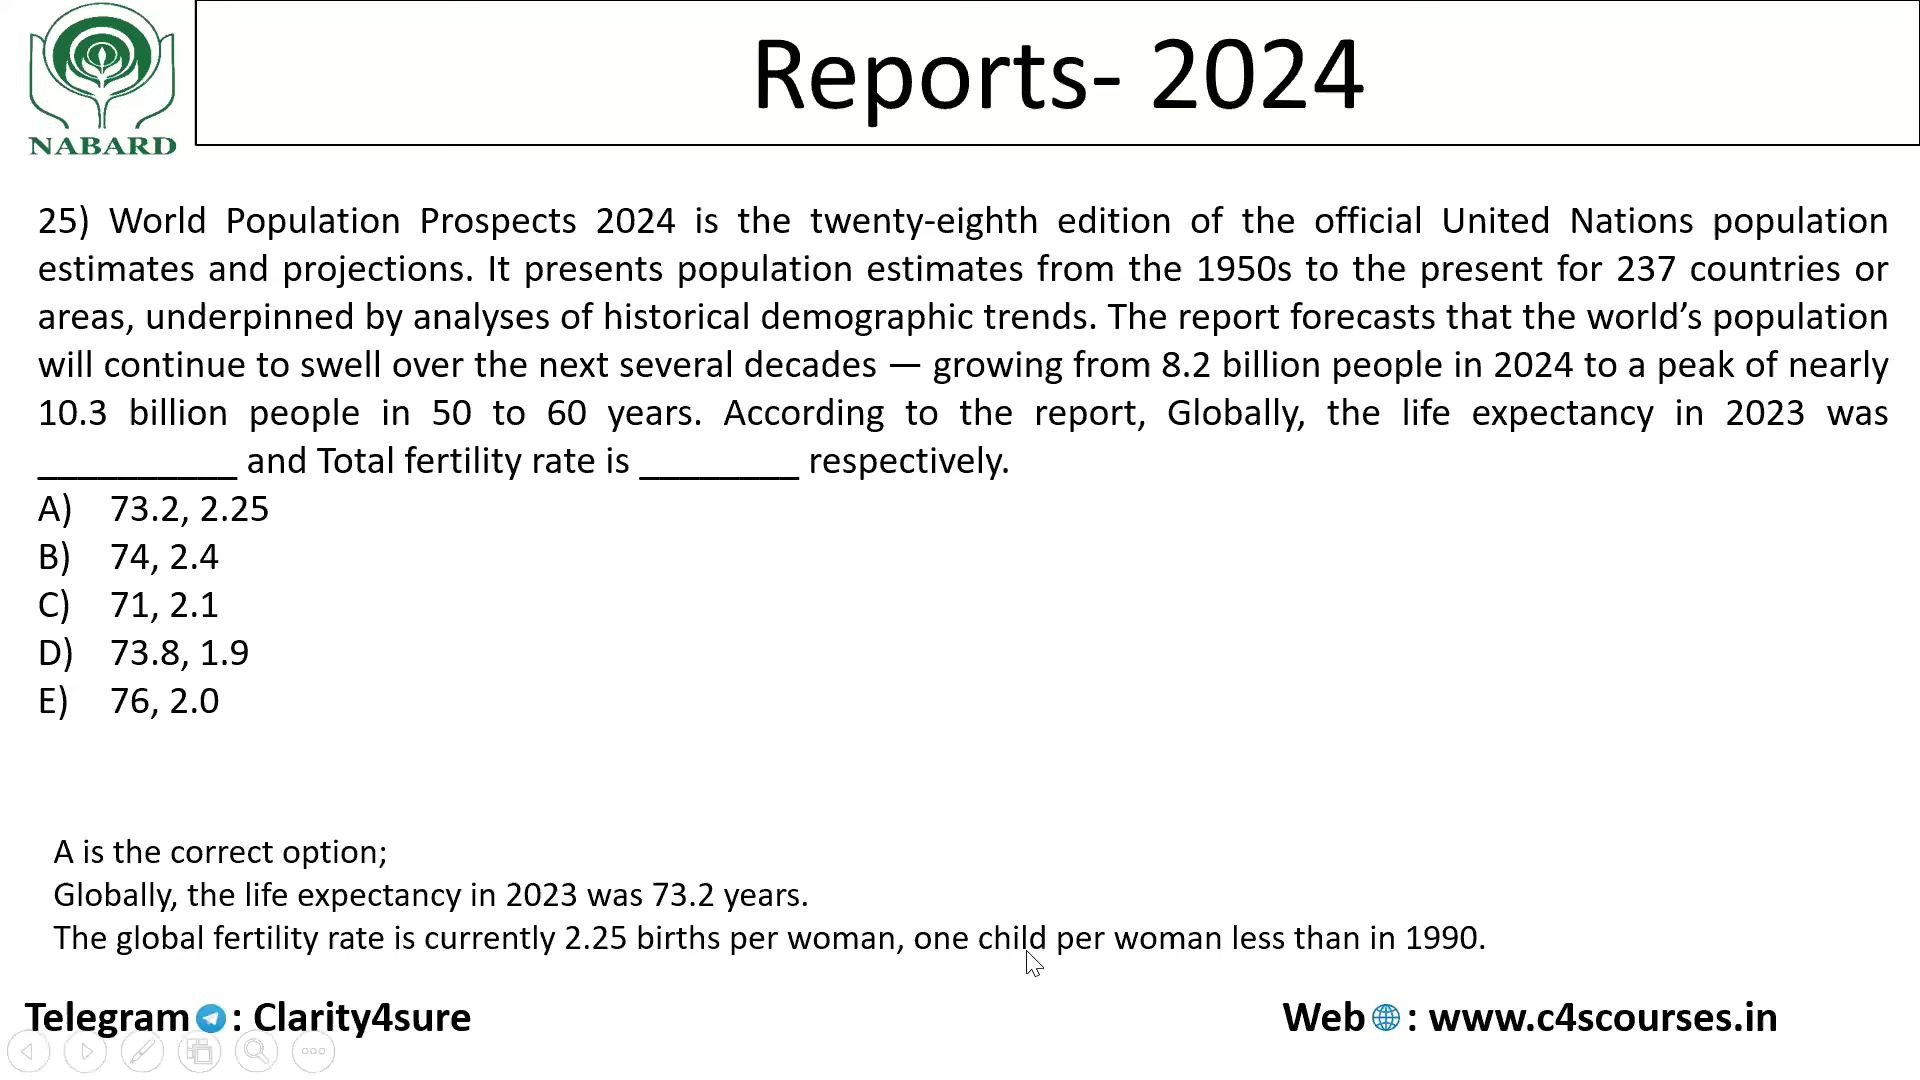 NABARD
Reports- 2024
25) World Population Prospects 2024 is the twenty-eighth edition of the official United Nations population
estimates and projections. It presents population estimates from the 1950s to the present for 237 countries or
areas, underpinned by analyses of historical demographic trends. The report forecasts that the world’s population
will continue to swell over the next several decades — growing from 8.2 billion people in 2024 to a peak of nearly
10.3 billion people in 50 to 60 years. According to the report, Globally, the life expectancy in 2023 was
__________ and Total fertility rate is ________ respectively.
A) 73.2, 2.25
B) 74, 2.4
C) 71, 2.1
D) 73.8, 1.9
E) 76, 2.0
A is the correct option;
Globally, the life expectancy in 2023 was 73.2 years.
The global fertility rate is currently 2.25 births per woman, one child per woman less than in 1990.
Telegram : Clarity4sure
Web : www.c4scourses.in